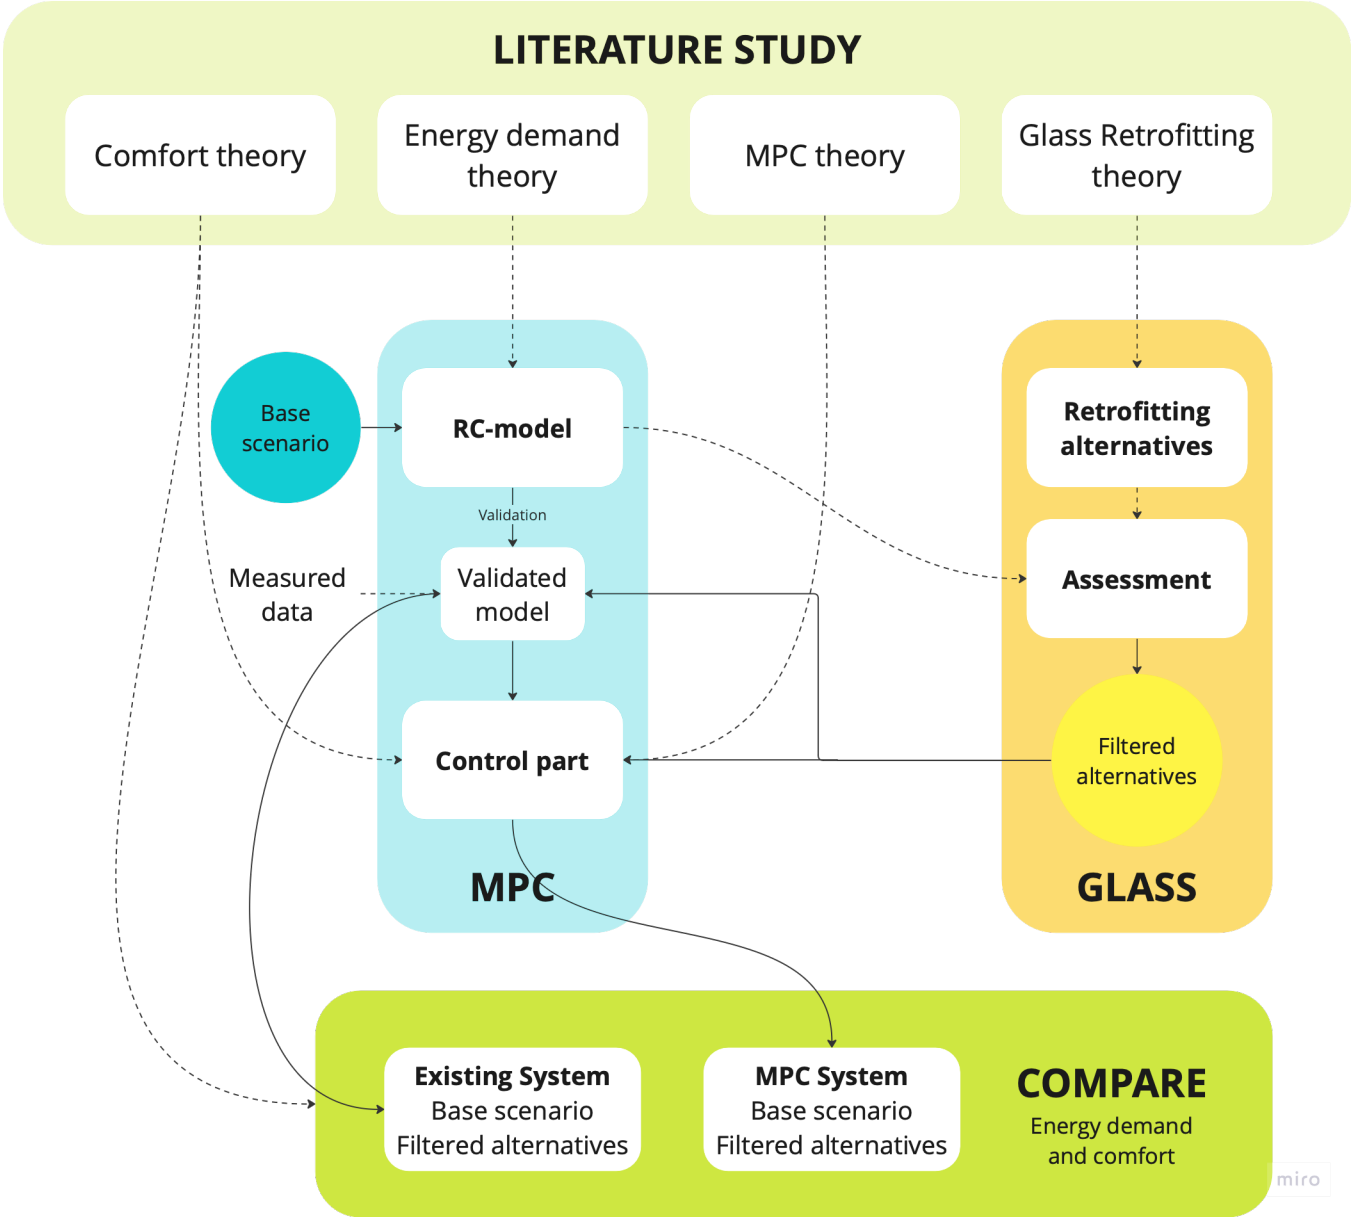 LITERATURE STUDY
Comfort theory
Energy demand
theory
MPC theory
Glass Retrofitting
theory
Base
scenario
RC-model
Validation
Measured
data
Validated
model
Control part
MPC
Retrofitting
alternatives
Assessment
Filtered
alternatives
GLASS
Existing System
Base scenario
Filtered alternatives
MPC System
Base scenario
Filtered alternatives
COMPARE
Energy demand
and comfort
miro